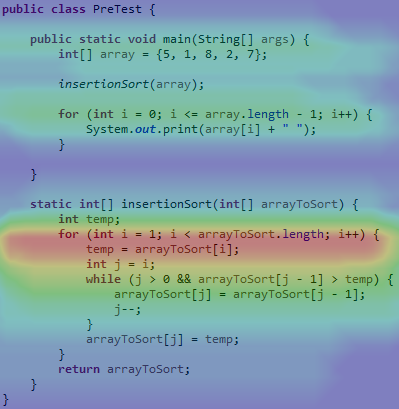 public class PreTest {
public static void main(String[] args) {
int[] array = {5, 1, 8, 2, 7};
insertionSort(array);
for (int i = 0; i <= array.length - 1; i++) {
System.out.print(array[i] + " ");
}
}
static int[] insertionSort(int[] arrayToSort) {
int temp;
for (int i = 1; i < arrayToSort.length; i++) {
temp = arrayToSort[i];
int j = i;
while (j > 0 && arrayToSort[j - 1] > temp) {
arrayToSort[j] = arrayToSort[j - 1];
j--;
}
arrayToSort[j] = temp;
}
return arrayToSort;
}
}